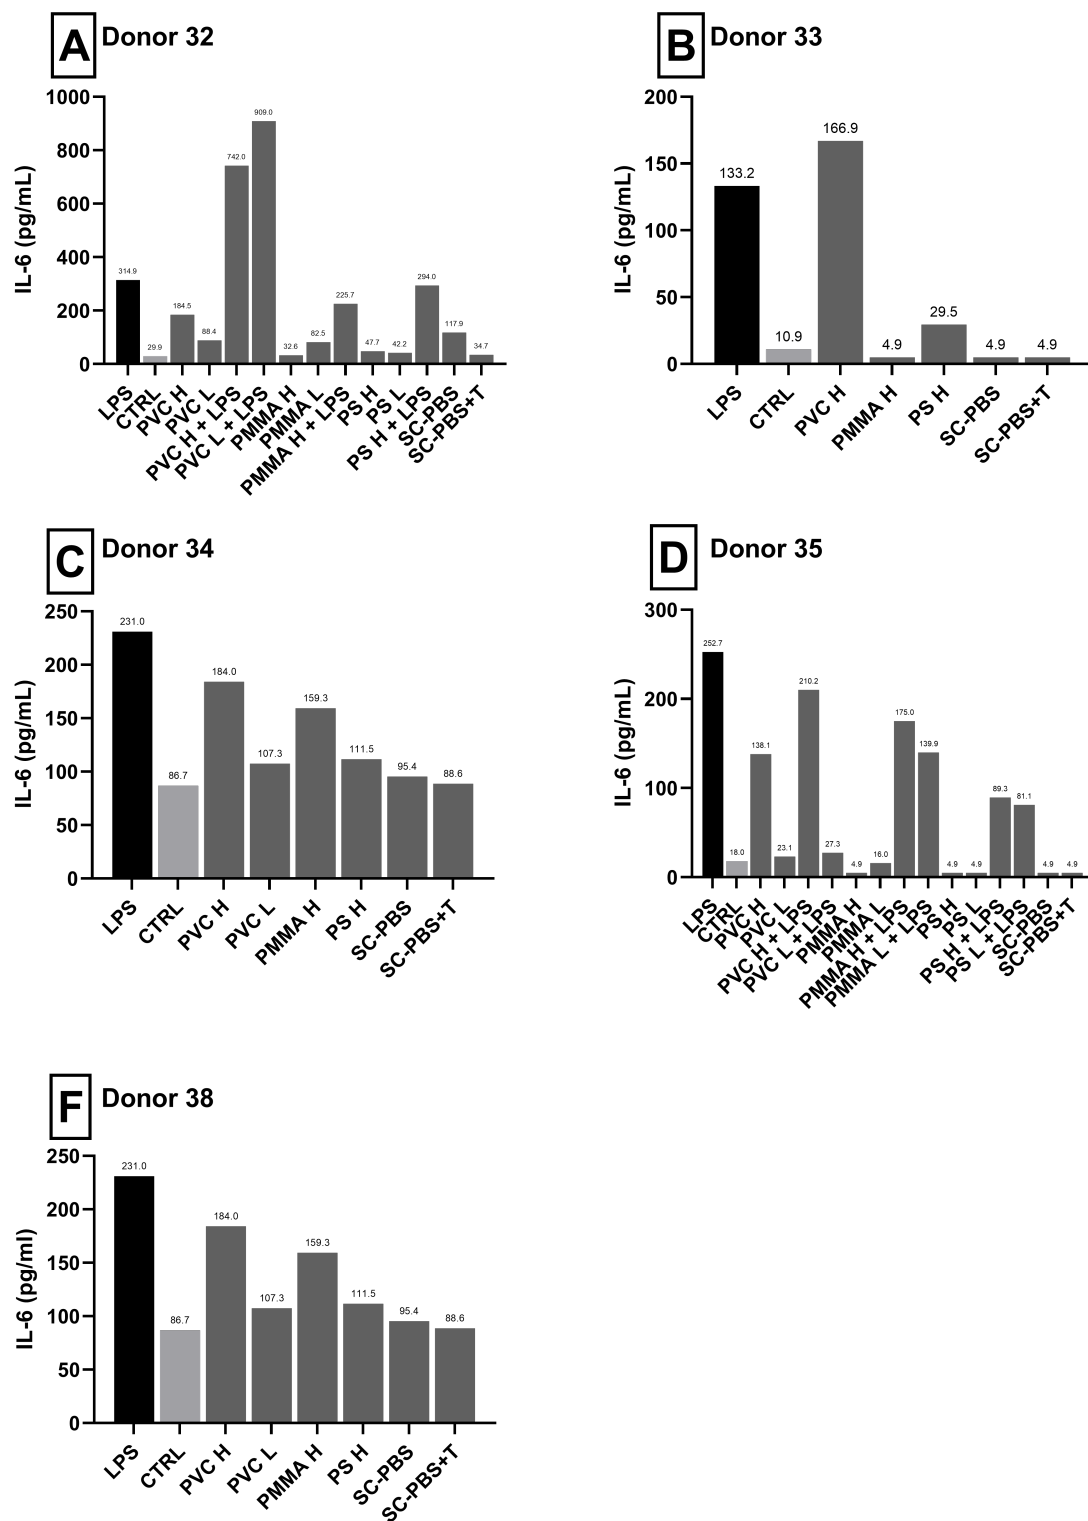 A Donor 32
IL-6 (pg/mL)
1000
800
600
400
200
0
314.9
29.9
184.5
88.4
742.0
909.0
32.6
82.5
225.7
47.7
42.2
294.0
117.9
34.7
LPS
CTRL
PVC H
PVC L
PVC H + LPS
PVC L + LPS
PMMA H
PMMA L
PMMA H + LPS
PS H
PS L
PS H + LPS
SC-PBS
SC-PBS+T
B Donor 33
IL-6 (pg/mL)
200
150
100
50
0
133.2
10.9
166.9
4.9
29.5
4.9
4.9
LPS
CTRL
PVC H
PMMA H
PS H
SC-PBS
SC-PBS+T
C Donor 34
IL-6 (pg/mL)
250
200
150
100
50
0
231.0
86.7
184.0
107.3
159.3
111.5
95.4
88.6
LPS
CTRL
PVC H
PVC L
PMMA H
PS H
SC-PBS
SC-PBS+T
D Donor 35
IL-6 (pg/mL)
300
200
100
0
252.7
18.0
138.1
23.1
210.2
27.3
4.9
16.0
175.0
139.9
4.9
4.9
89.3
81.1
4.9
4.9
LPS
CTRL
PVC H
PVC L
PVC H + LPS
PVC L + LPS
PMMA H
PMMA L
PMMA H + LPS
PMMA L + LPS
PS H
PS L
PS H + LPS
PS L + LPS
SC-PBS
SC-PBS+T
F Donor 38
IL-6 (pg/ml)
250
200
150
100
50
0
231.0
86.7
184.0
107.3
159.3
111.5
95.4
88.6
LPS
CTRL
PVC H
PVC L
PMMA H
PS H
SC-PBS
SC-PBS+T